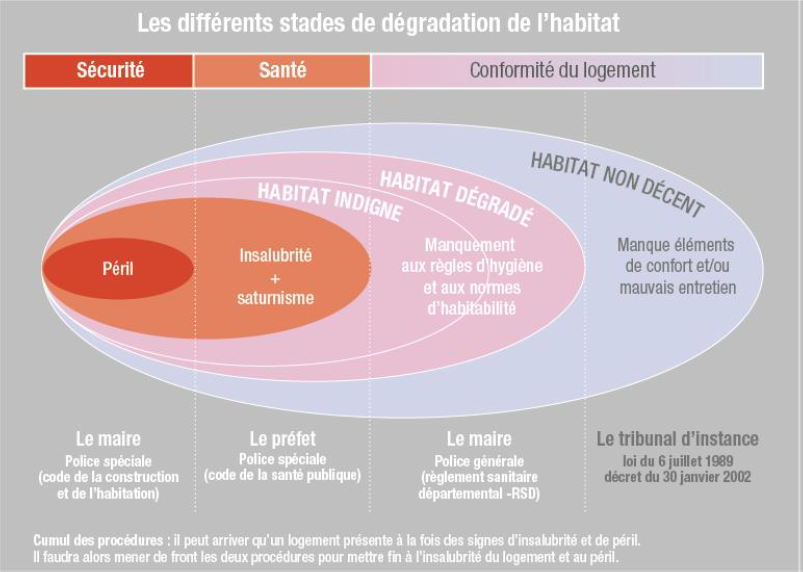 Les différents stades de dégradation de l’habitat
Sécurité
Santé
Conformité du logement
HABITAT INDIGNE
HABITAT DÉGRADÉ
HABITAT NON DÉCENT
Péril
Insalubrité
+
saturnisme
Manquement
aux règles d’hygiène
et aux normes
d’habitabilité
Manque éléments
de confort et/ou
mauvais entretien
Le maire
Police spéciale
(code de la construction
et de l’habitation)
Le préfet
Police spéciale
(code de la santé publique)
Le maire
Police générale
(règlement sanitaire
départemental -RSD)
Le tribunal d’instance
loi du 6 juillet 1989
décret du 30 janvier 2002
Cumul des procédures : il peut arriver qu’un logement présente à la fois des signes d’insalubrité et de péril.
Il faudra alors mener de front les deux procédures pour mettre fin à l’insalubrité du logement et au péril.